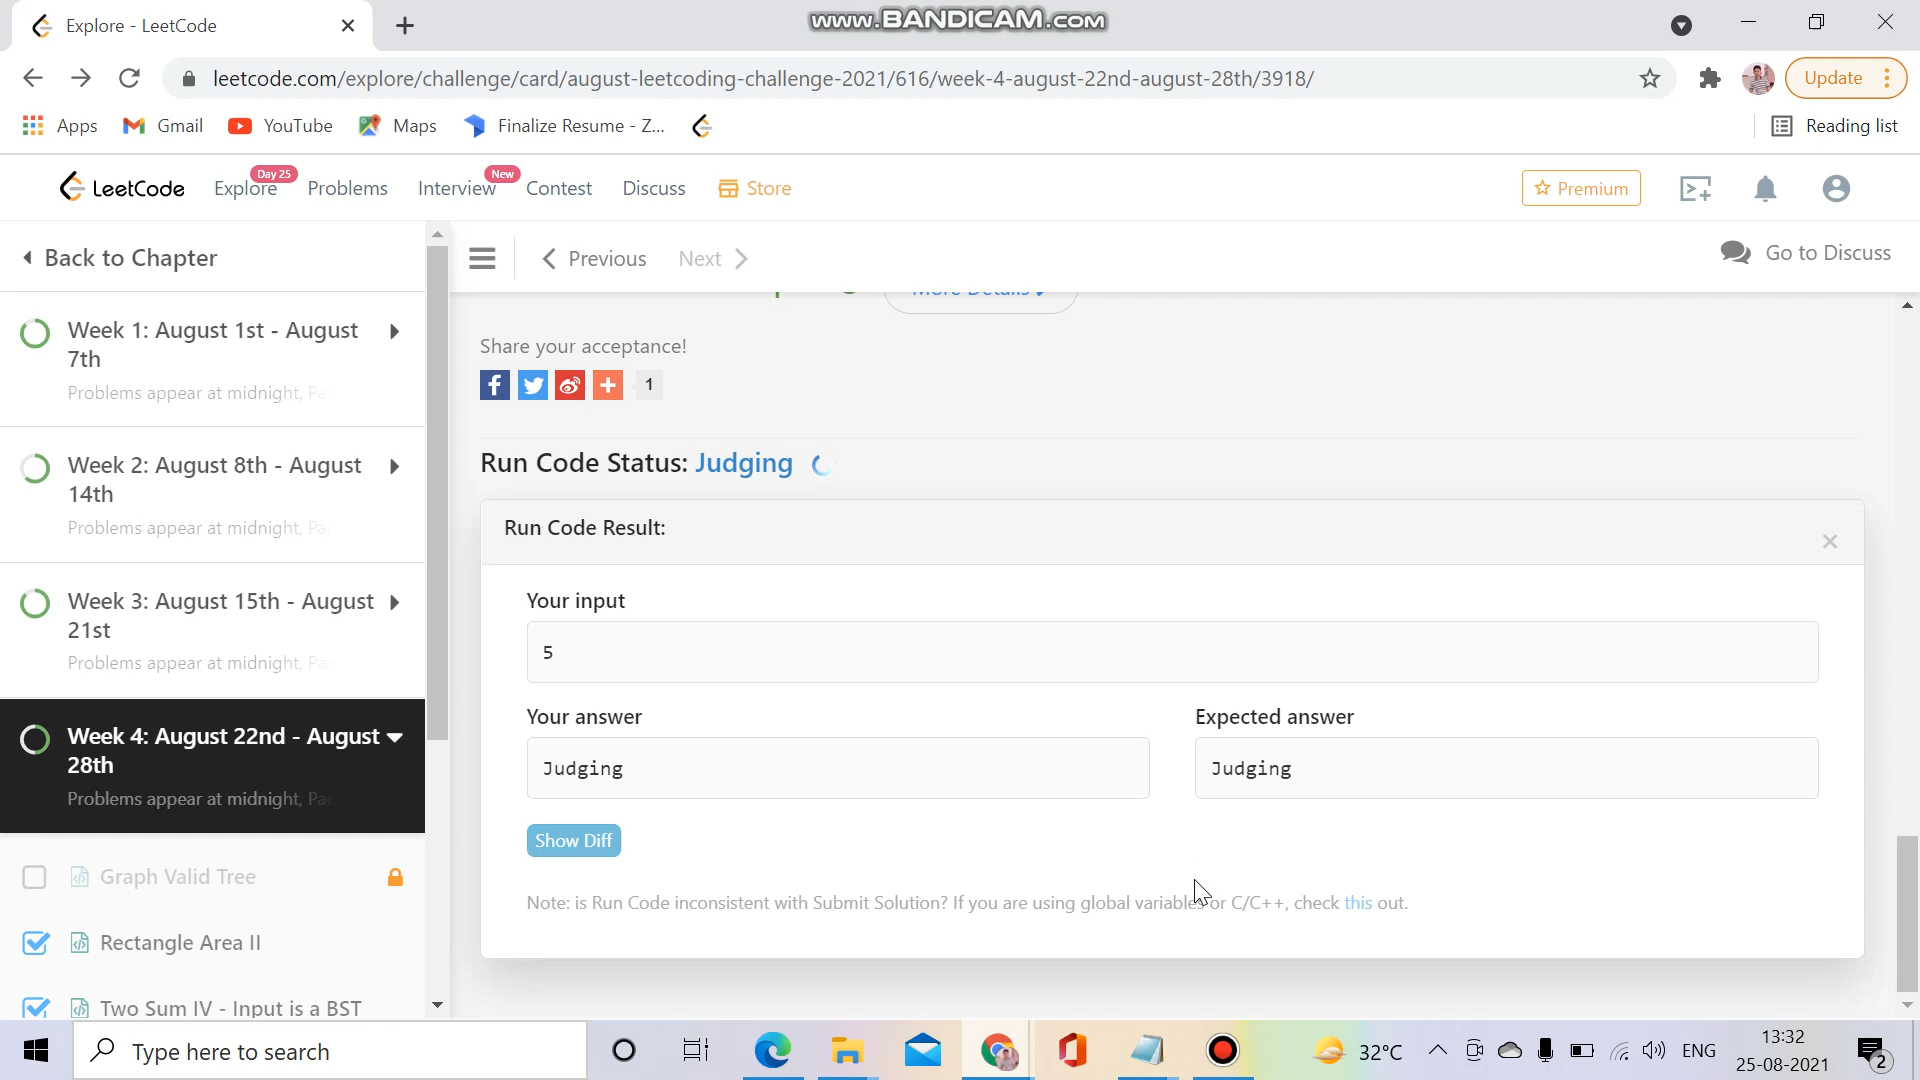 Explore - LeetCode
www.BANDICAM.com
leetcode.com/explore/challenge/card/august-leetcoding-challenge-2021/616/week-4-august-22nd-august-28th/3918/
Update
Apps
Gmail
YouTube
Maps
Finalize Resume - Z...
Reading list
LeetCode
Explore
Day 25
Problems
Interview
New
Contest
Discuss
Store
Premium
Back to Chapter
Previous
Next
Go to Discuss
Week 1: August 1st - August
7th
Problems appear at midnight, Pa
Week 2: August 8th - August
14th
Problems appear at midnight, Pa
Week 3: August 15th - August
21st
Problems appear at midnight, Pa
Week 4: August 22nd - August
28th
Problems appear at midnight, Pa
Graph Valid Tree
Rectangle Area II
Two Sum IV - Input is a BST
More Details
Share your acceptance!
1
Run Code Status: Judging
Run Code Result:
×
Your input
5
Your answer
Expected answer
Judging
Judging
Show Diff
Note: is Run Code inconsistent with Submit Solution? If you are using global variables or C/C++, check this out.
Type here to search
32°C
ENG
13:32
25-08-2021
2